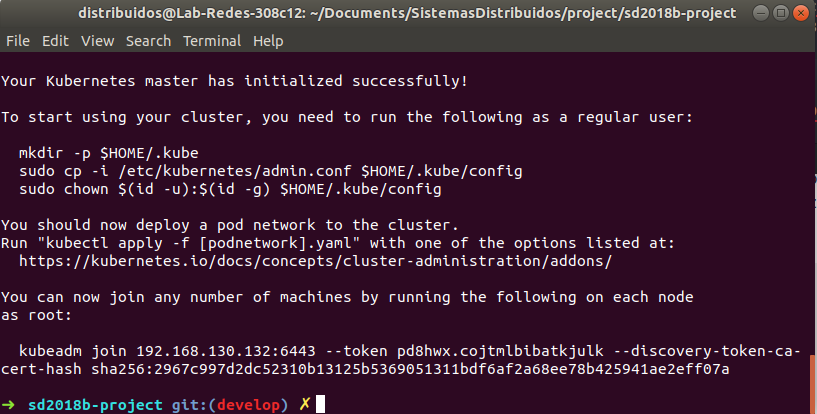 distribuidos@Lab-Redes-308c12: ~/Documents/SistemasDistribuidos/project/sd2018b-project
File Edit View Search Terminal Help
Your Kubernetes master has initialized successfully!
To start using your cluster, you need to run the following as a regular user:
mkdir -p $HOME/.kube
sudo cp -i /etc/kubernetes/admin.conf $HOME/.kube/config
sudo chown $(id -u):$(id -g) $HOME/.kube/config
You should now deploy a pod network to the cluster.
Run "kubectl apply -f [podnetwork].yaml" with one of the options listed at:
https://kubernetes.io/docs/concepts/cluster-administration/addons/
You can now join any number of machines by running the following on each node
as root:
kubeadm join 192.168.130.132:6443 --token pd8hwx.cojtmlbibatkjulk --discovery-token-ca-
cert-hash sha256:2967c997d2dc52310b13125b5369051311bdf6af2a68ee78b425941ae2eff07a
➜ sd2018b-project git:(develop) ✗